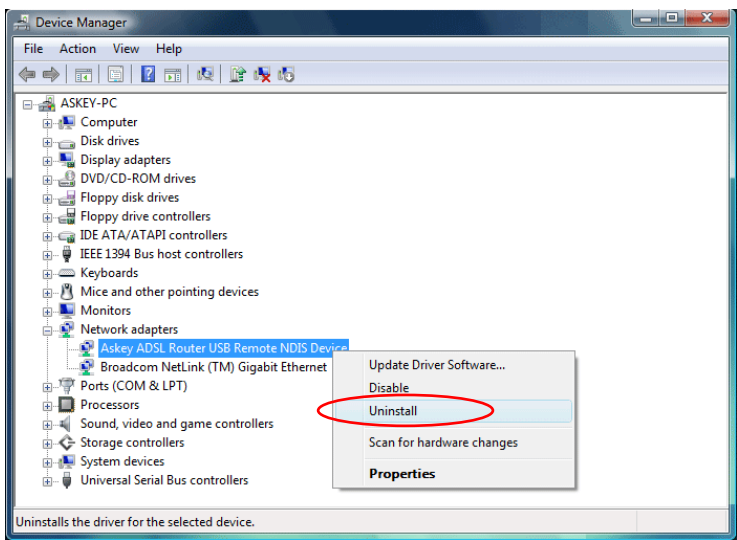 Device Manager
File Action View Help
ASKEY-PC
Computer
Disk drives
Display adapters
DVD/CD-ROM drives
Floppy disk drives
Floppy drive controllers
IDE ATA/ATAPI controllers
IEEE 1394 Bus host controllers
Keyboards
Mice and other pointing devices
Monitors
Network adapters
Askey ADSL Router USB Remote NDIS Device
Broadcom NetLink (TM) Gigabit Ethernet
Ports (COM & LPT)
Processors
Sound, video and game controllers
Storage controllers
System devices
Universal Serial Bus controllers
Update Driver Software...
Disable
Uninstall
Scan for hardware changes
Properties
Uninstalls the driver for the selected device.